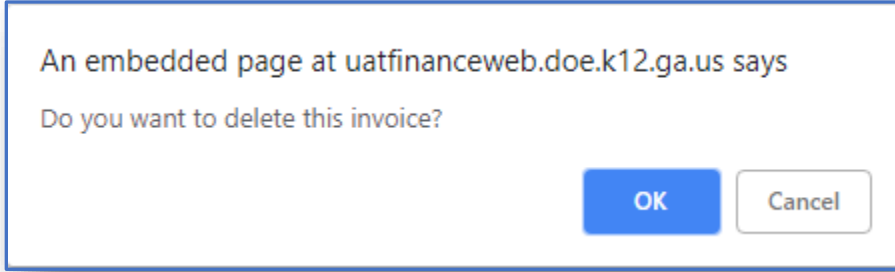 An embedded page at uatfinanceweb.doe.k12.ga.us says
Do you want to delete this invoice?
OK
Cancel